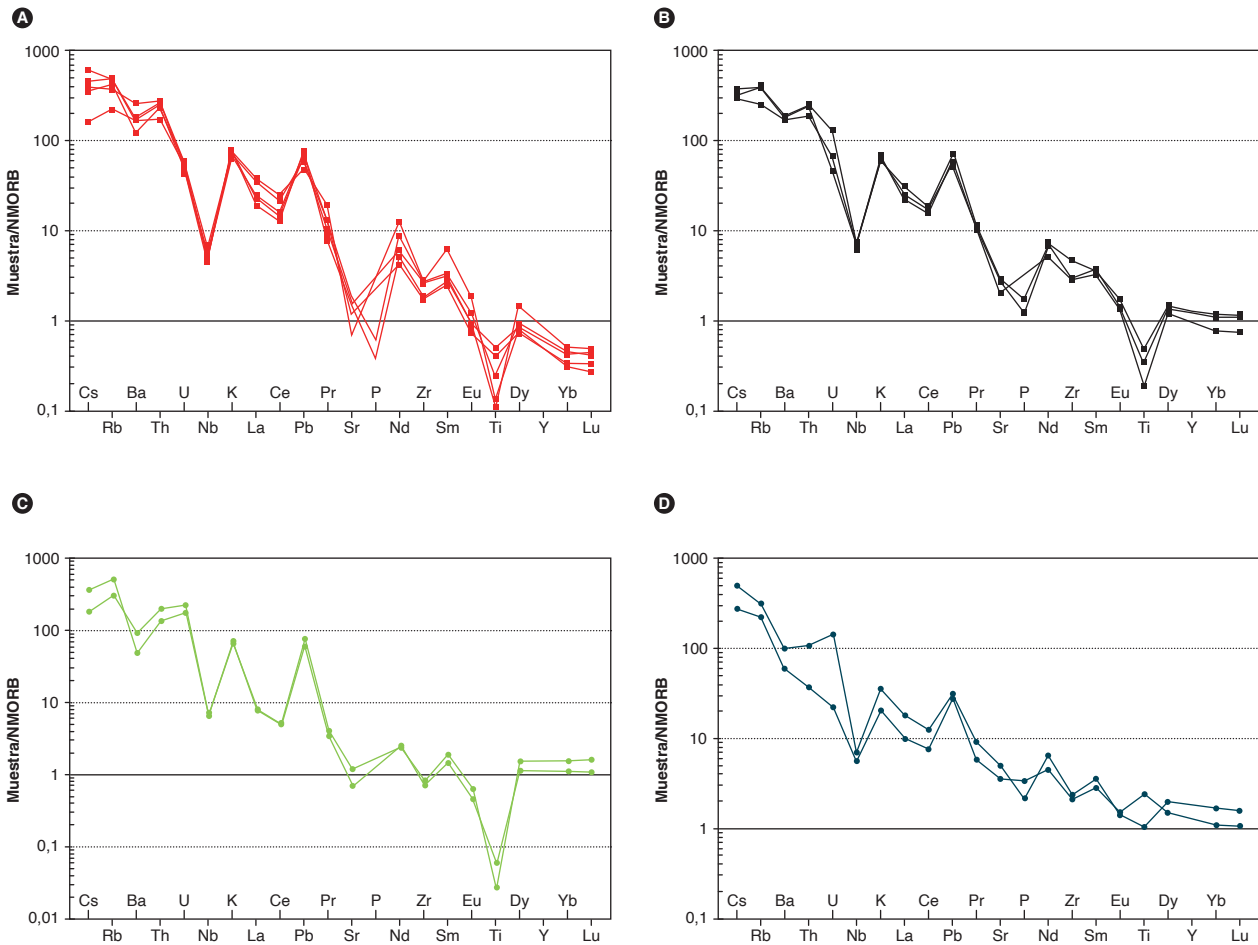 A
Muestra/NMORB
1000
100
10
1
0,1
Cs Ba U K Ce Pr P Zr Eu Dy Yb
Rb Th Nb La Pb Sr Nd Sm Ti Y Lu
B
Muestra/NMORB
1000
100
10
1
0,1
Cs Ba U K Ce Pr P Zr Eu Dy Yb
Rb Th Nb La Pb Sr Nd Sm Ti Y Lu
C
Muestra/NMORB
1000
100
10
1
0,1
0,01
Cs Ba U K Ce Pr P Zr Eu Dy Yb
Rb Th Nb La Pb Sr Nd Sm Ti Y Lu
D
Muestra/NMORB
1000
100
10
1
0,1
Cs Ba U K Ce Pr P Zr Eu Dy Yb
Rb Th Nb La Pb Sr Nd Sm Ti Y Lu